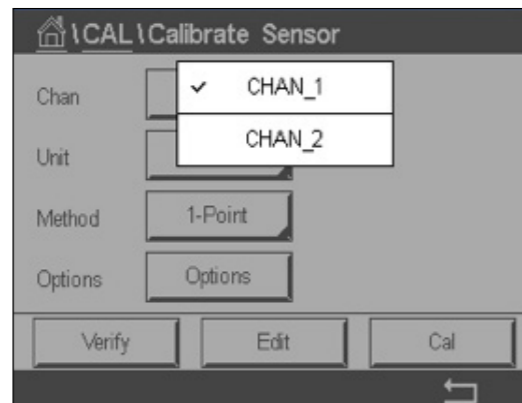 \CAL\Calibrate Sensor
Chan
CHAN_1
CHAN_2
Unit
Method
1-Point
Options
Options
Verify
Edit
Cal